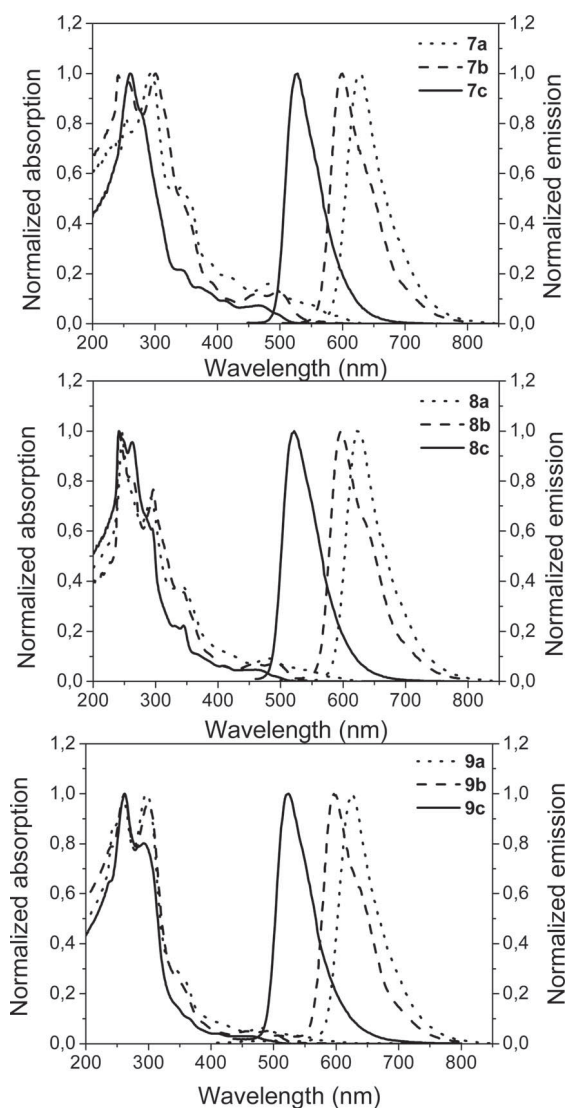 1,2 1,2
7a
1,0 1,0
7b
7c
0,8 0,8
0,6 0,6
0,4 0,4
0,2 0,2
0,0 0,0
200 300 400 500 600 700 800
Wavelength (nm)
Normalized absorption
Normalized emission
1,2 1,2
8a
8b
1,0 1,0
8c
0,8 0,8
0,6 0,6
0,4 0,4
0,2 0,2
0,0 0,0
200 300 400 500 600 700 800
Wavelength (nm)
Normalized absorption
Normalized emission
1,2 1,2
9a
9b
1,0 1,0
9c
0,8 0,8
0,6 0,6
0,4 0,4
0,2 0,2
0,0 0,0
200 300 400 500 600 700 800
Wavelength (nm)
Normalized absorption
Normalized emission